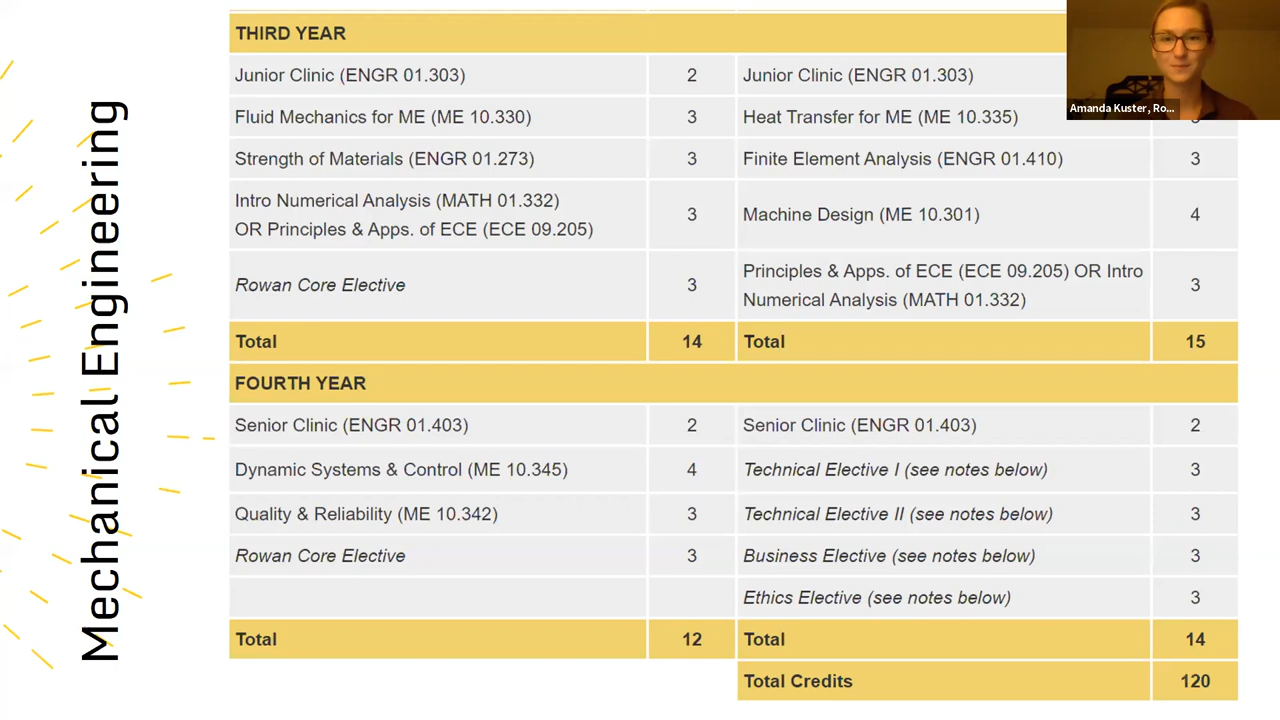 Mechanical Engineering
THIRD YEAR
Junior Clinic (ENGR 01.303) 2 Junior Clinic (ENGR 01.303)
Fluid Mechanics for ME (ME 10.330) 3 Heat Transfer for ME (ME 10.335)
Strength of Materials (ENGR 01.273) 3 Finite Element Analysis (ENGR 01.410) 3
Intro Numerical Analysis (MATH 01.332)
OR Principles & Apps. of ECE (ECE 09.205) 3 Machine Design (ME 10.301) 4
Rowan Core Elective 3 Principles & Apps. of ECE (ECE 09.205) OR Intro
Numerical Analysis (MATH 01.332) 3
Total 14 Total 15
FOURTH YEAR
Senior Clinic (ENGR 01.403) 2 Senior Clinic (ENGR 01.403) 2
Dynamic Systems & Control (ME 10.345) 4 Technical Elective I (see notes below) 3
Quality & Reliability (ME 10.342) 3 Technical Elective II (see notes below) 3
Rowan Core Elective 3 Business Elective (see notes below) 3
Ethics Elective (see notes below) 3
Total 12 Total 14
Total Credits 120
Amanda Kuster, Ro...